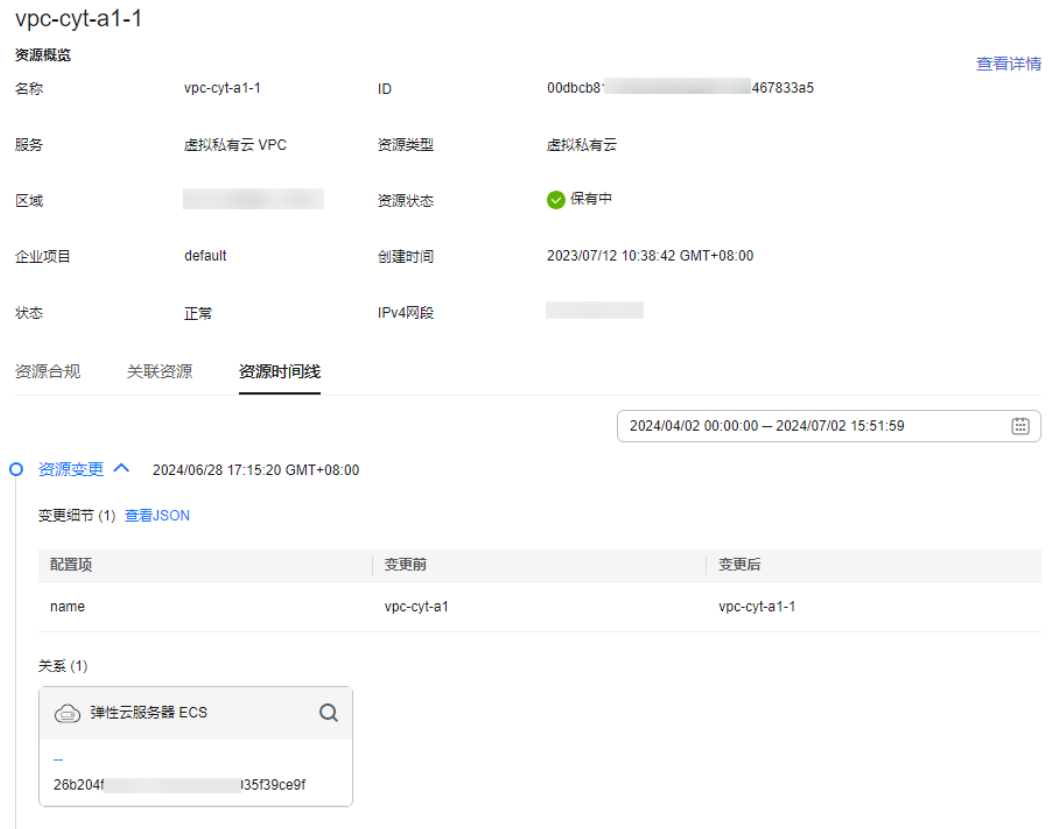 vpc-cyt-a1-1
资源概览
查看详情
名称 vpc-cyt-a1-1 ID 00dbcb8 467833a5
服务 虚拟私有云 VPC 资源类型 虚拟私有云
区域 资源状态 保有中
企业项目 default 创建时间 2023/07/12 10:38:42 GMT+08:00
状态 正常 IPv4网段
资源合规 关联资源 资源时间线
2024/04/02 00:00:00 — 2024/07/02 15:51:59
资源变更 2024/06/28 17:15:20 GMT+08:00
变更细节 (1) 查看JSON
配置项 变更前 变更后
name vpc-cyt-a1 vpc-cyt-a1-1
关系 (1)
弹性云服务器 ECS
--
26b204f 35f39ce9f